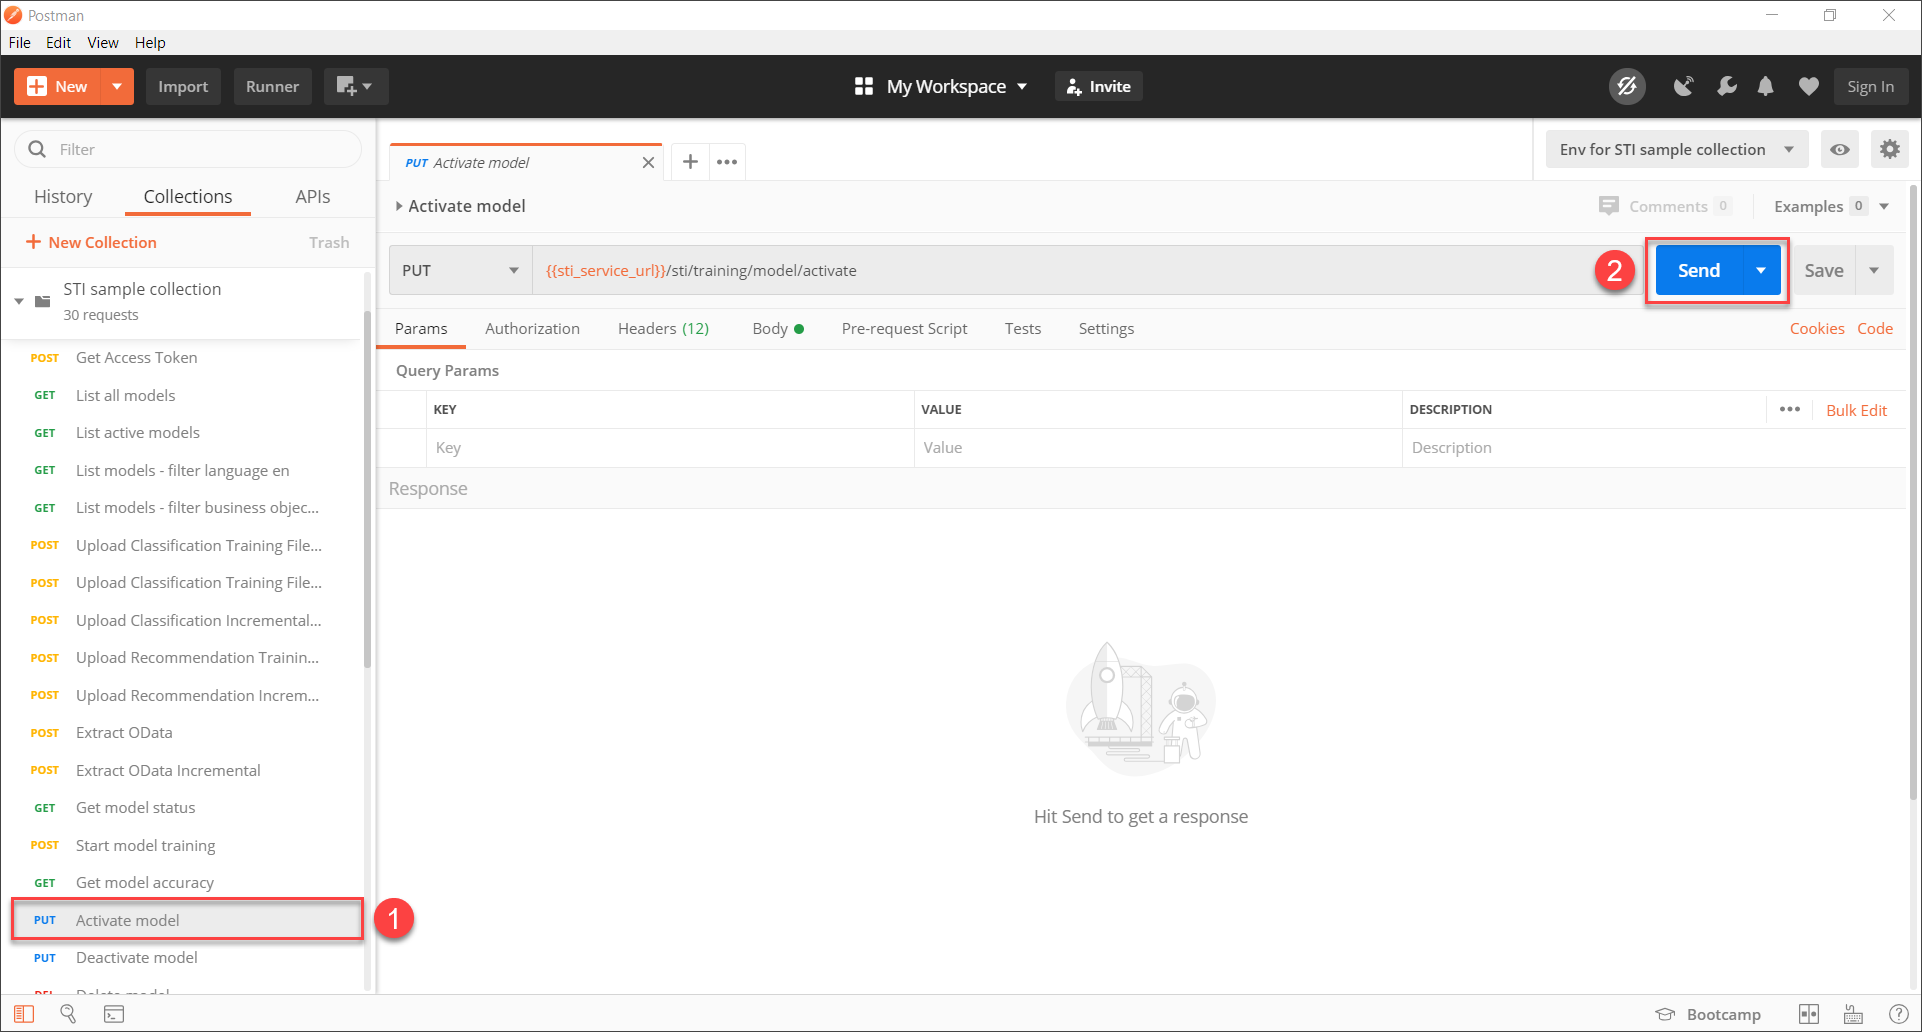 Postman
File Edit View Help
New Import Runner My Workspace Invite Sign In
Filter
History Collections APIs
New Collection Trash
STI sample collection
30 requests
POST Get Access Token
GET List all models
GET List active models
GET List models - filter language en
GET List models - filter business objec...
POST Upload Classification Training File...
POST Upload Classification Training File...
POST Upload Classification Incremental...
POST Upload Recommendation Trainin...
POST Upload Recommendation Increm...
POST Extract OData
POST Extract OData Incremental
GET Get model status
POST Start model training
GET Get model accuracy
PUT Activate model
1
PUT Deactivate model
DEL Delete model
PUT Activate model
Env for STI sample collection
Activate model
Comments 0 Examples 0
PUT {{sti_service_url}}/sti/training/model/activate
2
Send Save
Params Authorization Headers (12) Body Pre-request Script Tests Settings Cookies Code
Query Params
KEY VALUE DESCRIPTION Bulk Edit
Key Value Description
Response
Hit Send to get a response
Bootcamp